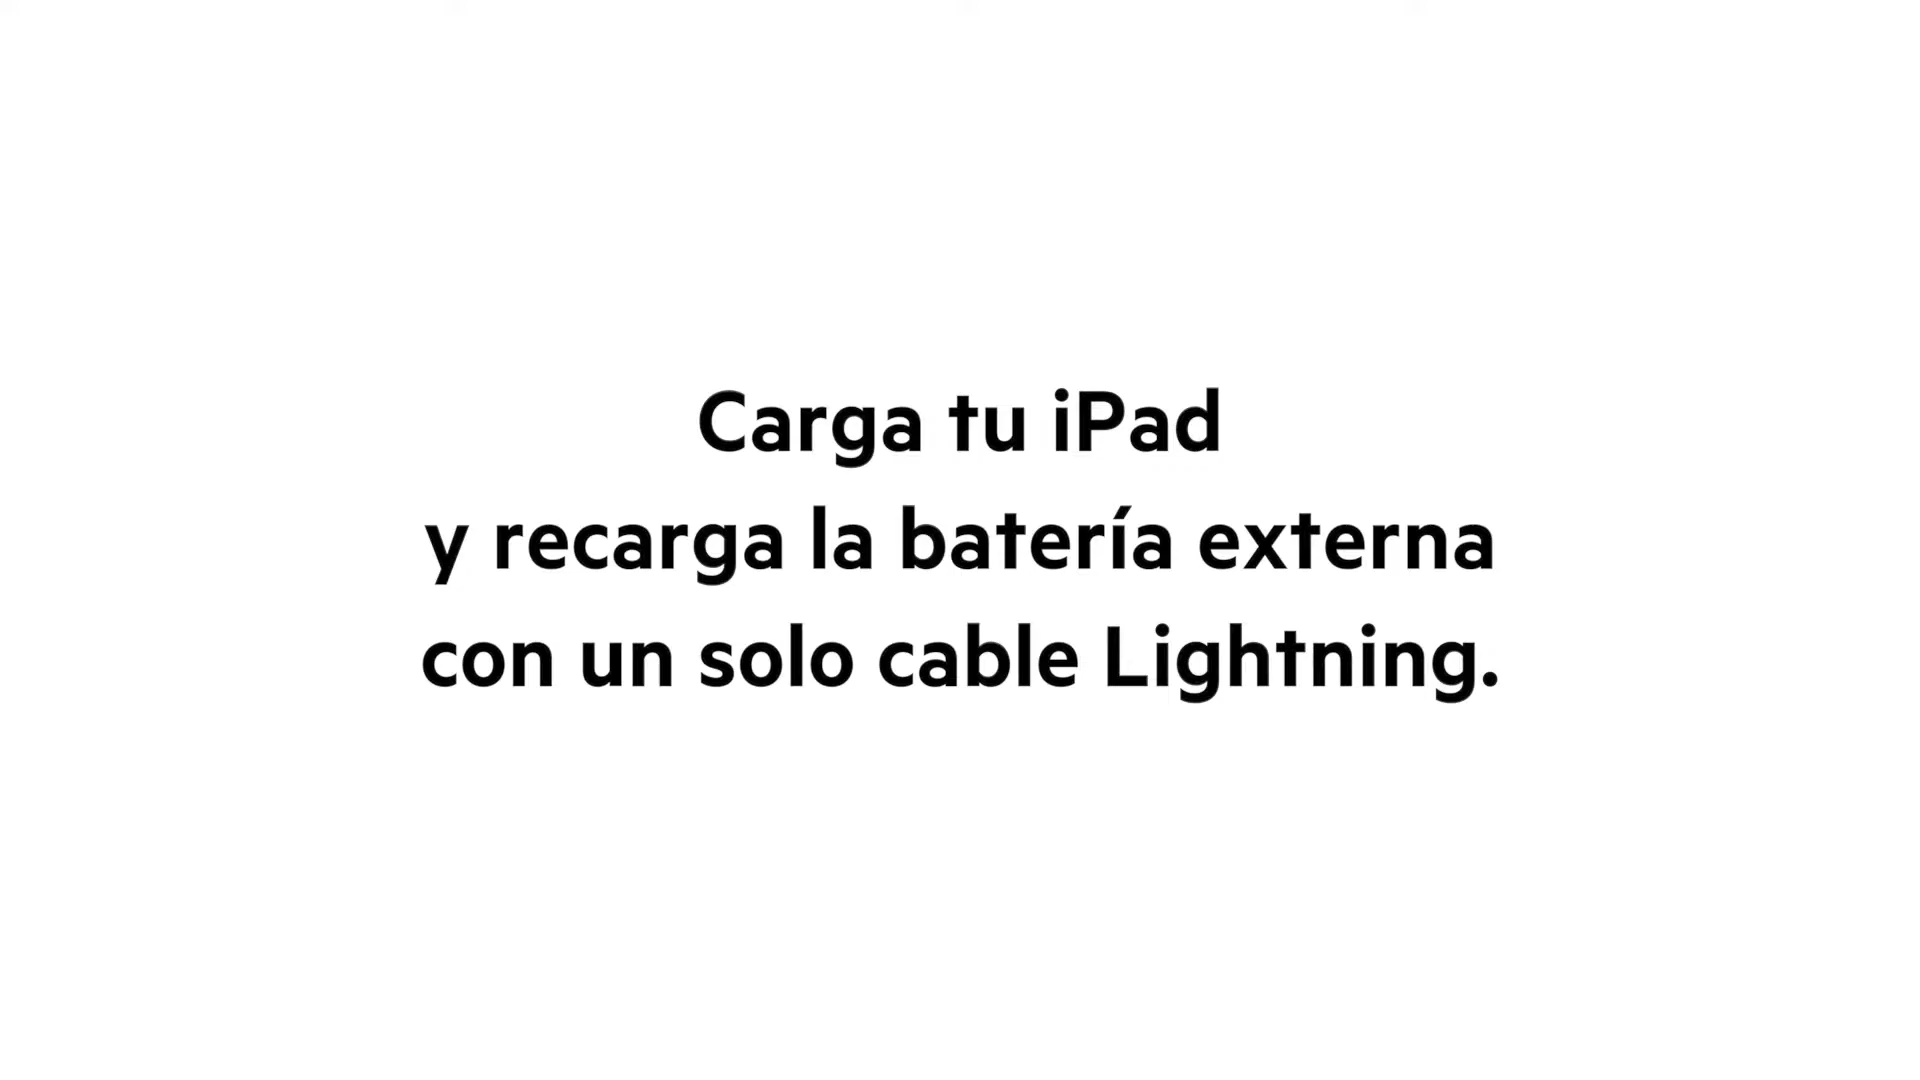 Carga tu iPad
y recarga la batería externa
con un solo cable Lightning.